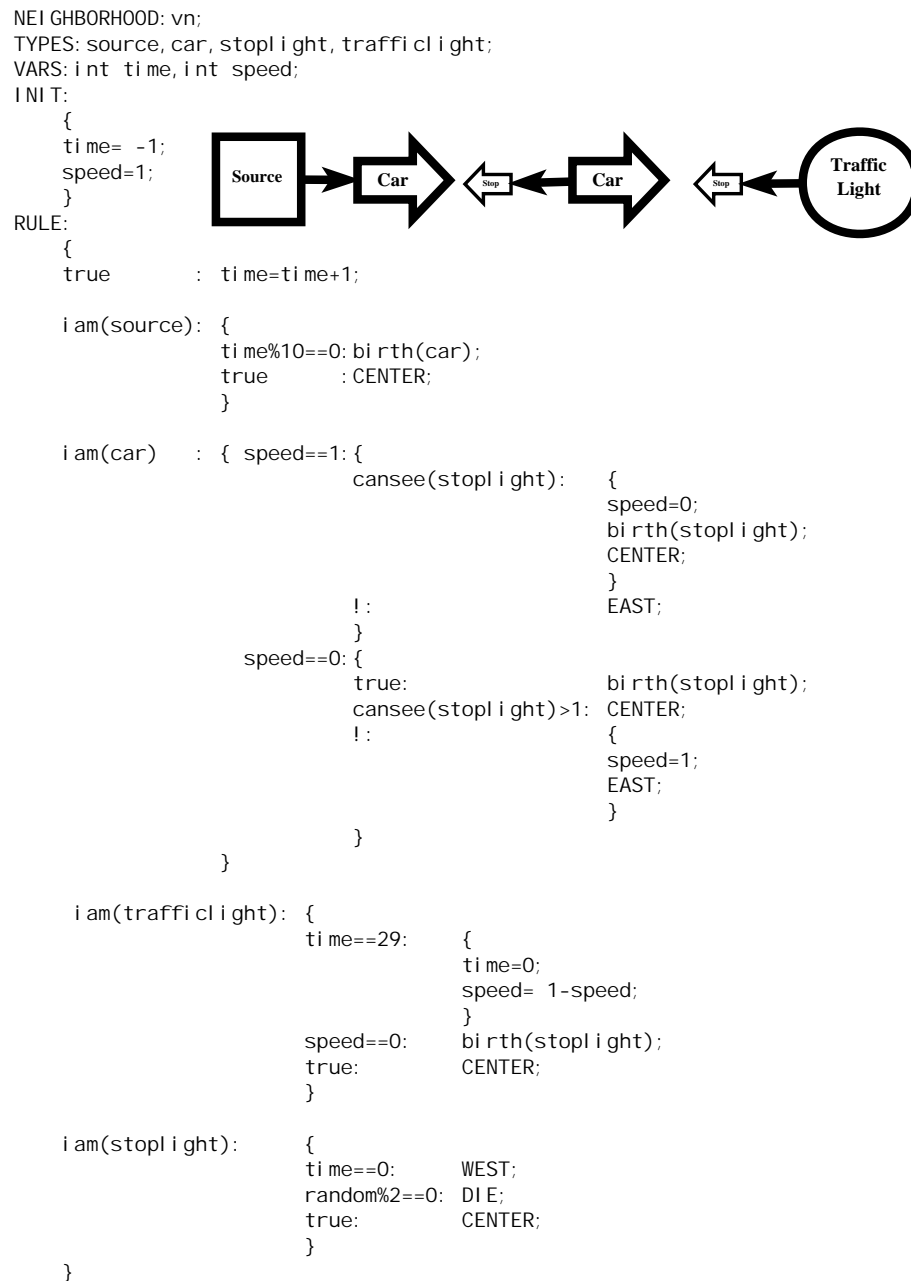 NEIGHBORHOOD:vn;
TYPES:source,car,stoplight,trafficlight;
VARS:int time,int speed;
INIT:
{
time= -1;
speed=1;
}
Source
Car
Stop
Car
Stop
Traffic
Light
RULE:
{
true : time=time+1;
iam(source): {
time%10==0:birth(car);
true :CENTER;
}
iam(car) : { speed==1:{
cansee(stoplight): {
speed=0;
birth(stoplight);
CENTER;
}
!: EAST;
}
speed==0:{
true: birth(stoplight);
cansee(stoplight)>1: CENTER;
!: {
speed=1;
EAST;
}
}
}
iam(trafficlight): {
time==29: {
time=0;
speed= 1-speed;
}
speed==0: birth(stoplight);
true: CENTER;
}
iam(stoplight): {
time==0: WEST;
random%2==0: DIE;
true: CENTER;
}
}